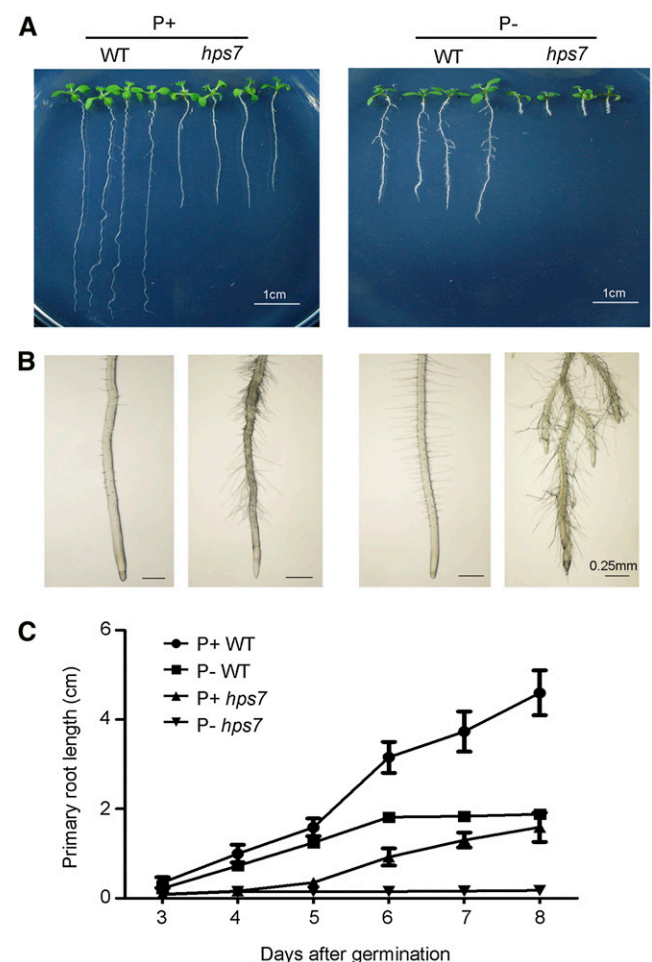 A
P+
P-
WT hps7
WT hps7
1cm
1cm
B
0.25mm
C
6
4
2
0
Primary root length (cm)
P+ WT
P- WT
P+ hps7
P- hps7
3 4 5 6 7 8
Days after germination